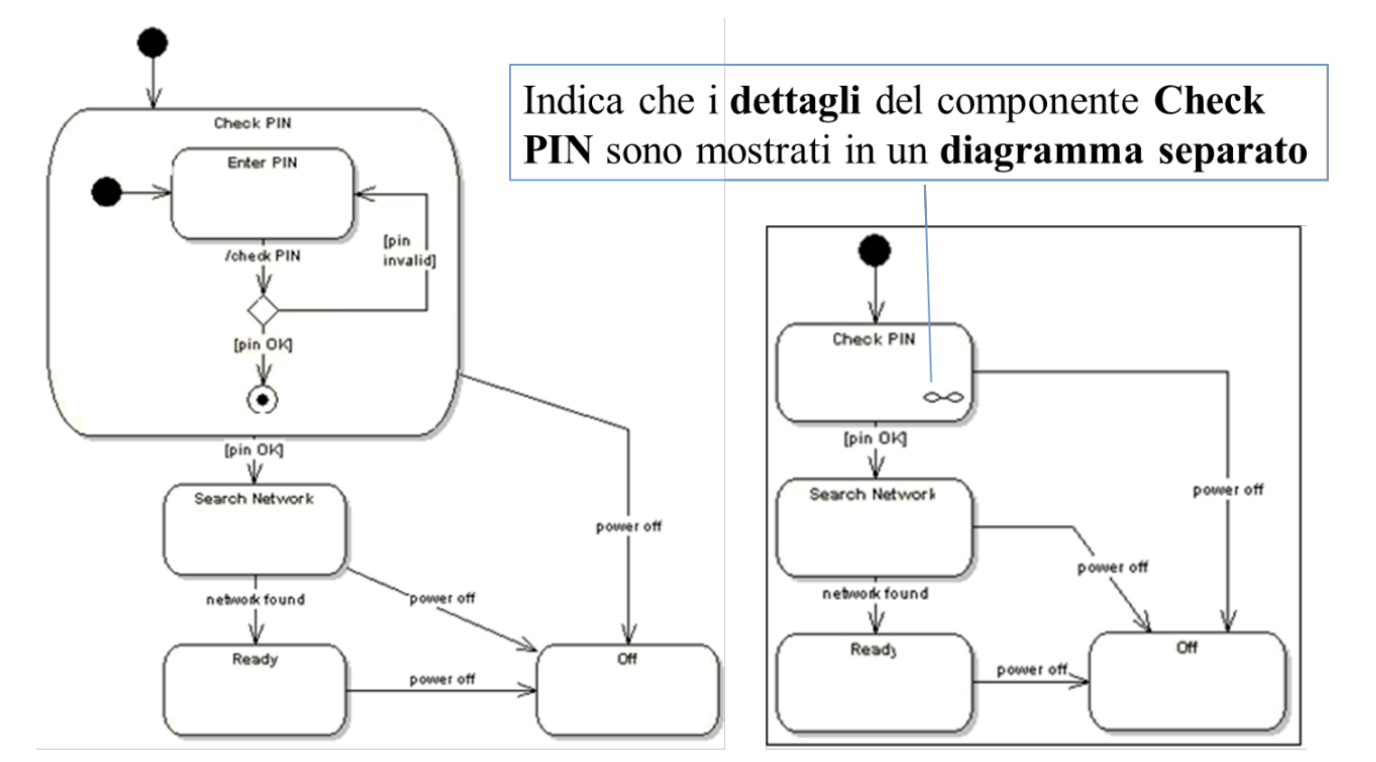 Check PIN
Enter PIN
[pin
invalid]
/check PIN
[pin OK]
[pin OK]
Search Network
power off
network found
power off
Ready
power off
Off
Indica che i dettagli del componente Check
PIN sono mostrati in un diagramma separato
Check PIN
[pin OK]
power off
Search Network
power off
network found
Ready
power off
Off